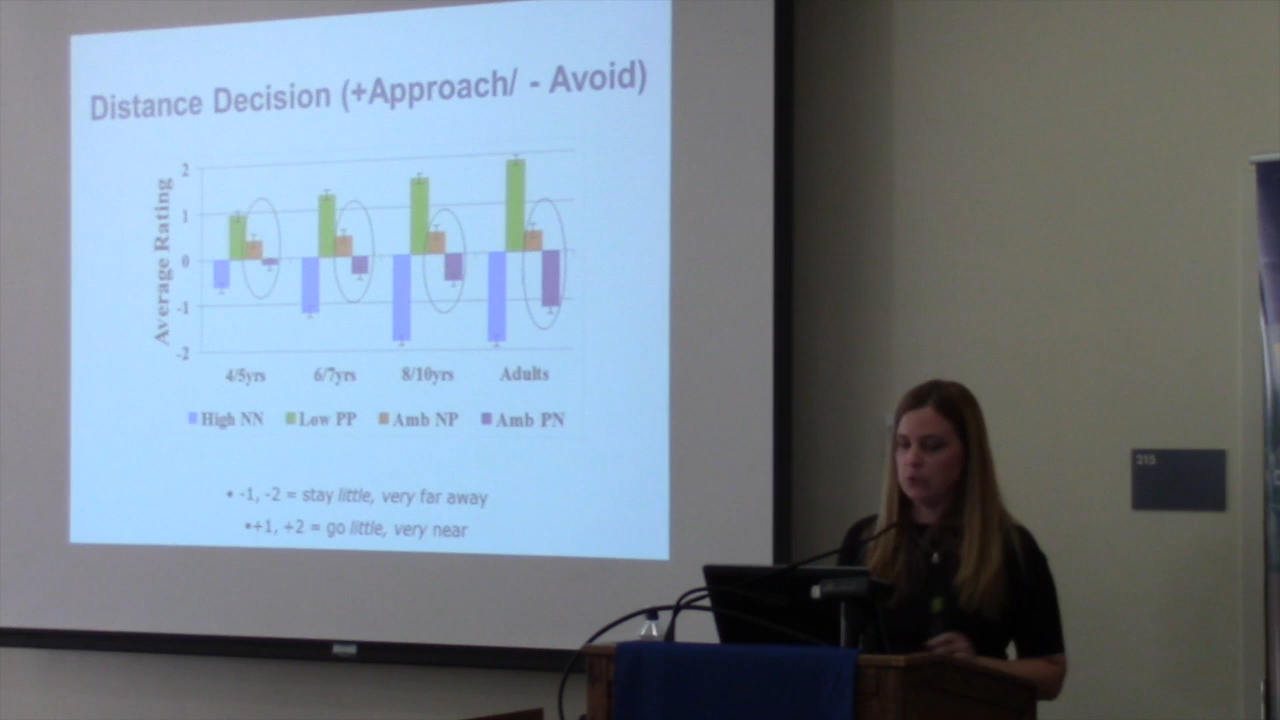 Distance Decision (+Approach/ - Avoid)
Average Rating
2
1
0
-1
-2
4/5yrs 6/7yrs 8/10yrs Adults
High NN Low PP Amb NP Amb PN
• -1, -2 = stay little, very far away
•+1, +2 = go little, very near
215